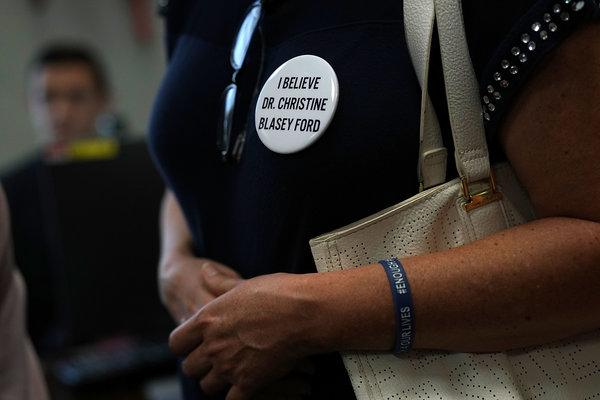 I BELIEVE
DR. CHRISTINE
BLASEY FORD
#ENOUGH
OUR LIVES